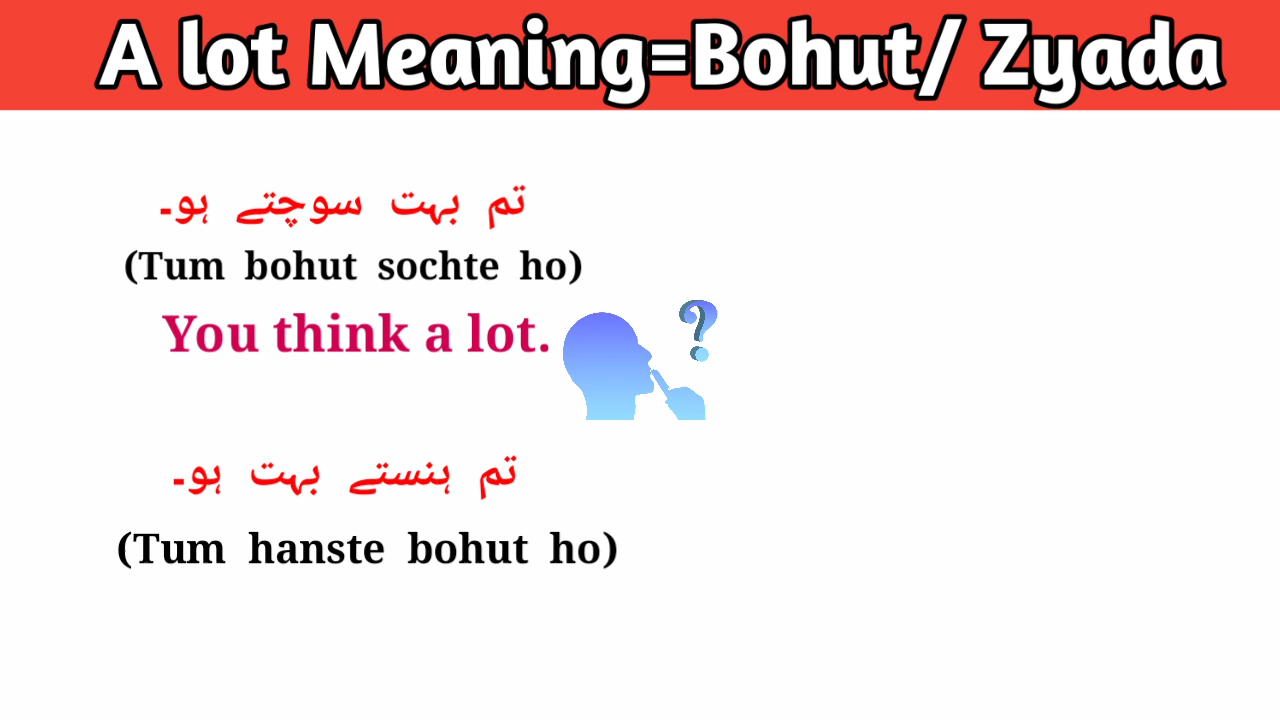 A lot Meaning=Bohut/ Zyada
تم بہت سوچتے ہو۔
(Tum bohut sochte ho)
You think a lot.
?
تم ہنستے بہت ہو۔
(Tum hanste bohut ho)